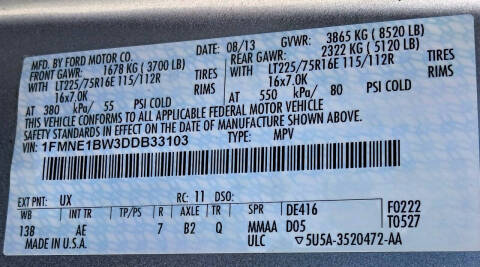 MFD. BY FORD MOTOR CO. DATE: 08/13 GVWR: 3865 KG (8520 LB)
FRONT GAWR: 1678 KG (3700 LB) REAR GAWR: 2322 KG (5120 LB)
WITH LT225/75R16E 115/112R TIRES WITH LT225/75R16E 115/112R TIRES
16x7.0K RIMS 16x7.0K RIMS
AT 380 kPa/ 55 PSI COLD AT 550 kPa/ 80 PSI COLD
THIS VEHICLE CONFORMS TO ALL APPLICABLE FEDERAL MOTOR VEHICLE
SAFETY STANDARDS IN EFFECT ON THE DATE OF MANUFACTURE SHOWN ABOVE.
VIN: 1FMNE1BW3DDB33103 TYPE: MPV
EXT PNT: UX RC: 11 DSO:
WB INT TR TP/PS R AXLE TR SPR DE416 F0222
138 AE 7 B2 Q MMAA D05 T0527
MADE IN U.S.A. ULC ▽5U5A-3520472-AA